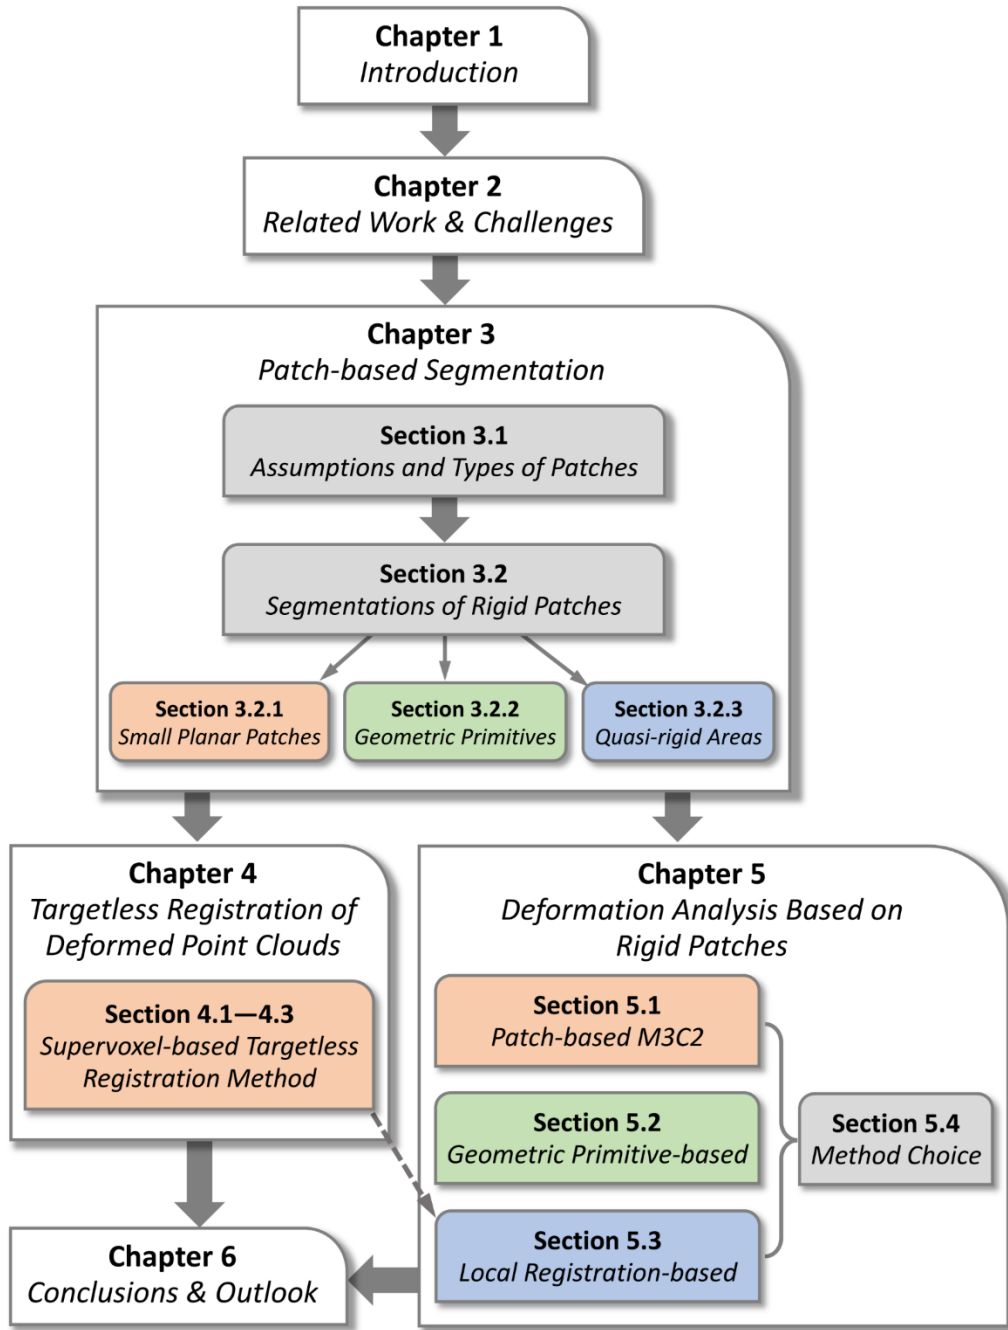 Chapter 1
Introduction
Chapter 2
Related Work & Challenges
Chapter 3
Patch-based Segmentation
Section 3.1
Assumptions and Types of Patches
Section 3.2
Segmentations of Rigid Patches
Section 3.2.1
Small Planar Patches
Section 3.2.2
Geometric Primitives
Section 3.2.3
Quasi-rigid Areas
Chapter 4
Targetless Registration of
Deformed Point Clouds
Section 4.1—4.3
Supervoxel-based Targetless
Registration Method
Chapter 5
Deformation Analysis Based on
Rigid Patches
Section 5.1
Patch-based M3C2
Section 5.2
Geometric Primitive-based
Section 5.3
Local Registration-based
Section 5.4
Method Choice
Chapter 6
Conclusions & Outlook